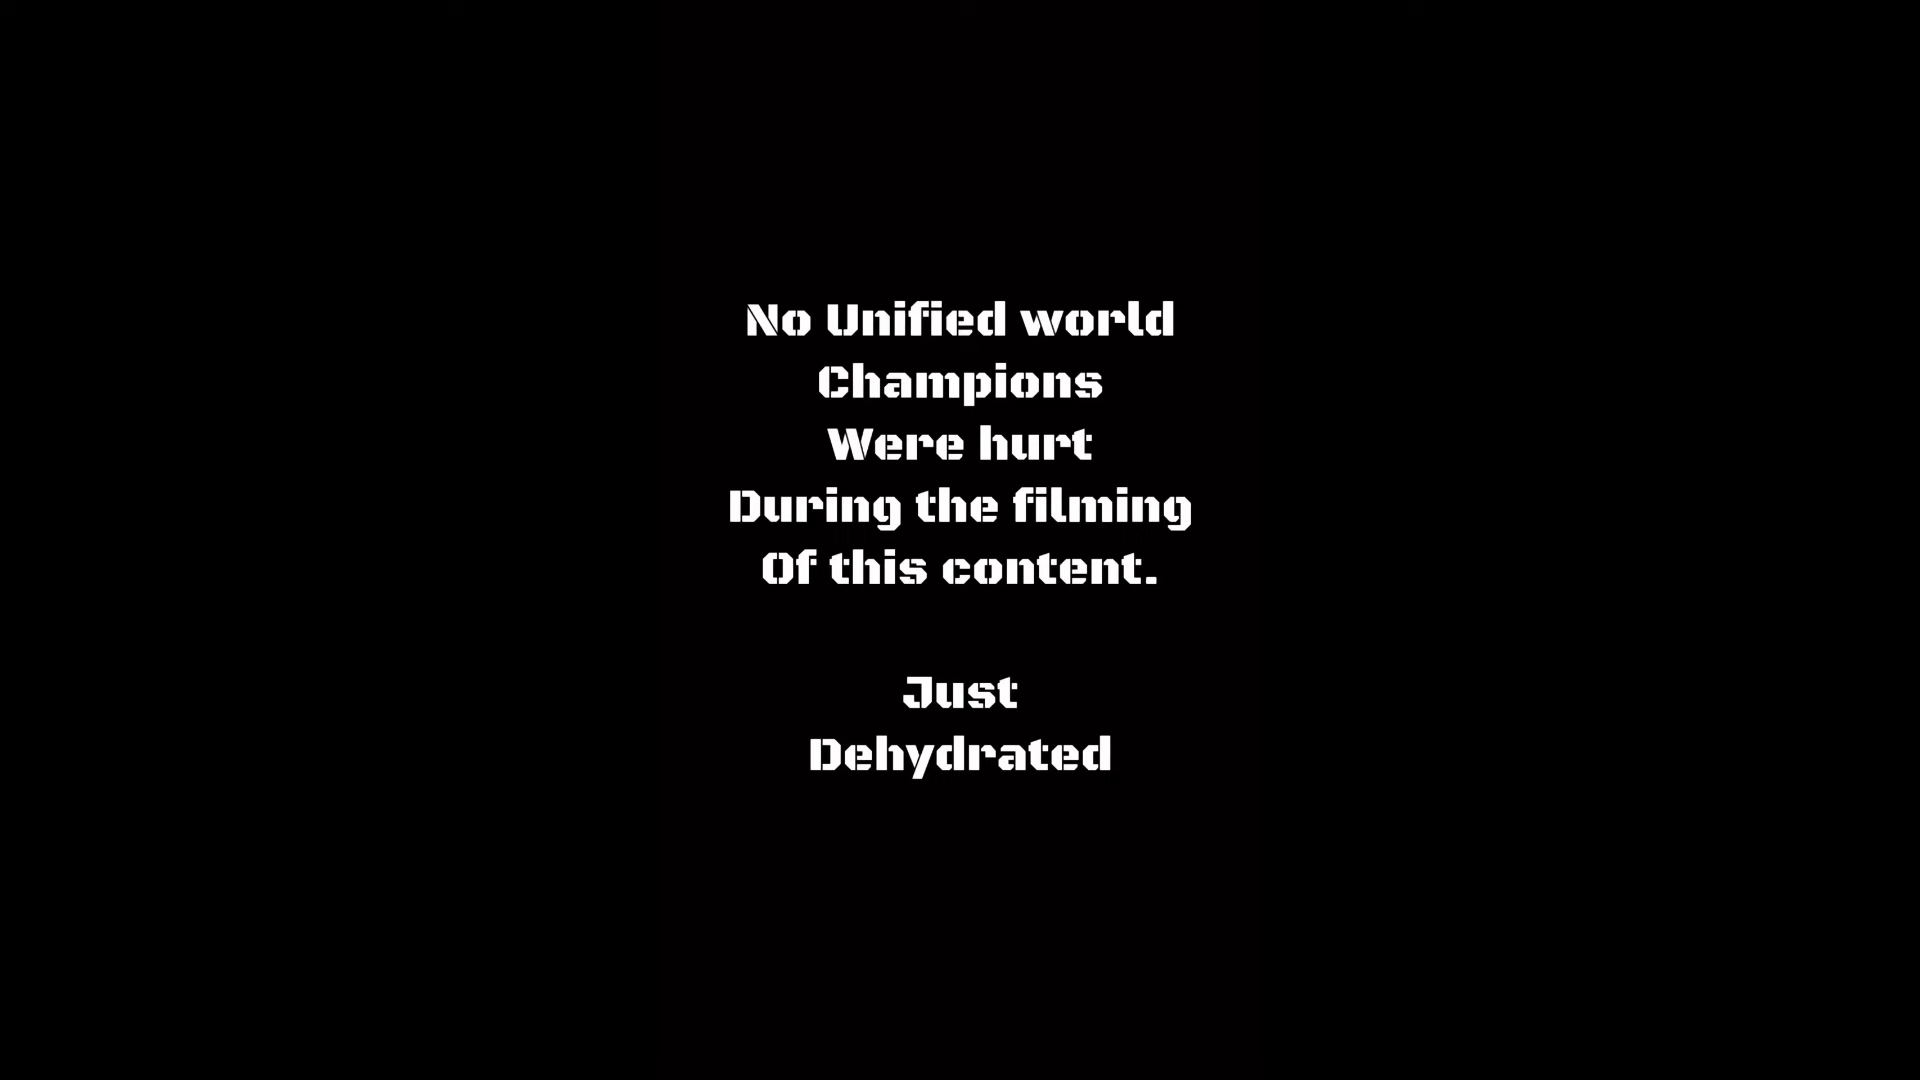 No Unified world
Champions
Were hurt
During the filming
Of this content.
Just
Dehydrated